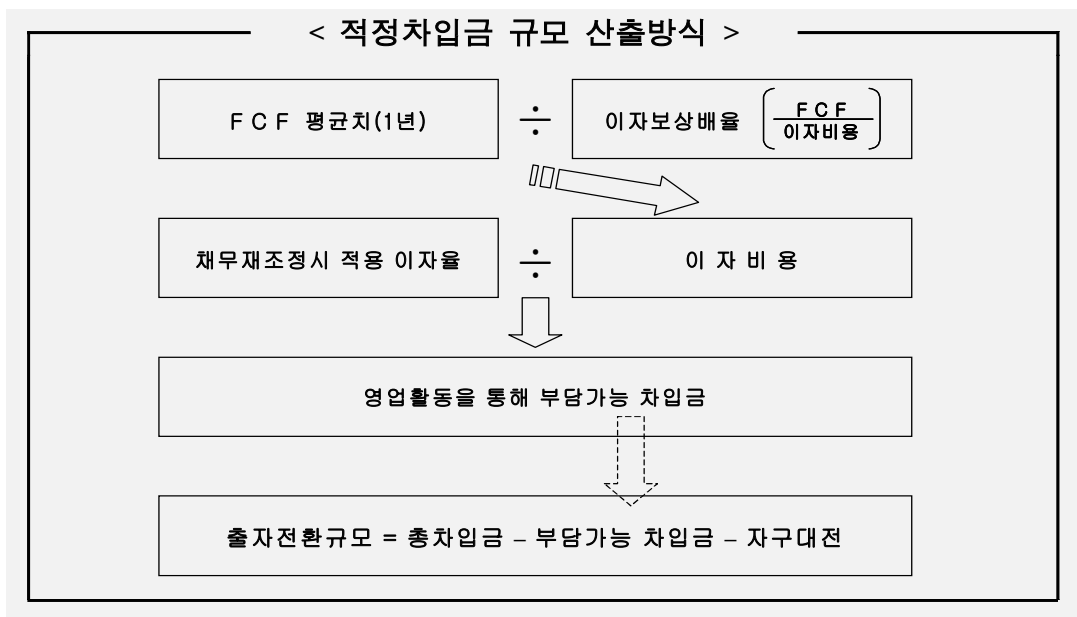 < 적정차입금 규모 산출방식 >
FCF 평균치(1년) ÷ 이자보상배율 (FCF/이자비용)
채무재조정시 적용 이자율 ÷ 이자비용
영업활동을 통해 부담가능 차입금
출자전환규모 = 총차입금 – 부담가능 차입금 – 자구대전